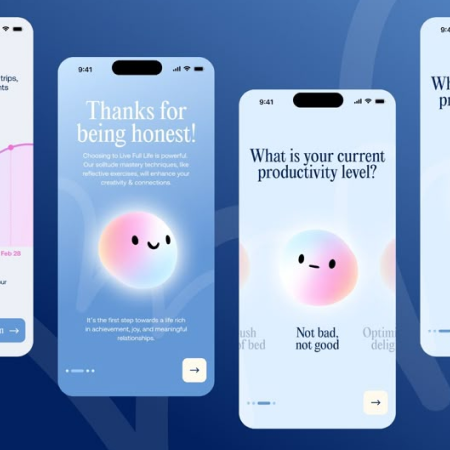 trips,
nts
Feb 28
ur
9:41
Thanks for
being honest!
Choosing to Live Full Life is powerful.
Our solitude mastery techniques, like
reflective exercises, will enhance your
creativity & connections.
It's the first step towards a life rich
in achievement, joy, and meaningful
relationships.
9:41
What is your current
productivity level?
ush
of bed
Not bad,
not good
Optim
delig
9:4
Wh
p